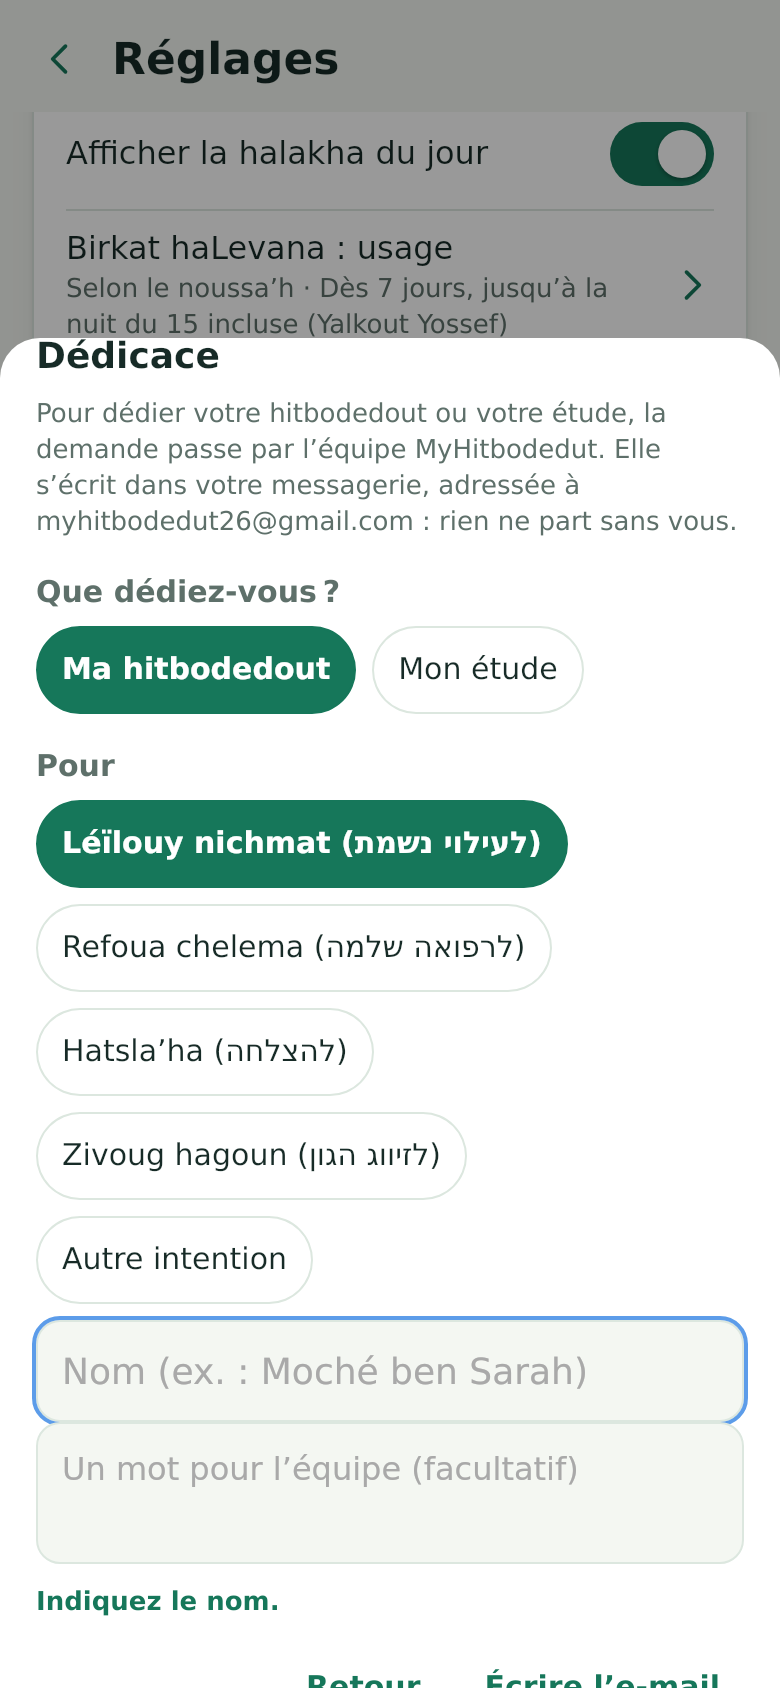 Réglages
Afficher la halakha du jour
Birkat haLevana : usage
Selon le noussa’h · Dès 7 jours, jusqu’à la
nuit du 15 incluse (Yalkout Yossef)
Dédicace
Pour dédier votre hitbodedout ou votre étude, la
demande passe par l’équipe MyHitbodedut. Elle
s’écrit dans votre messagerie, adressée à
myhitbodedut26@gmail.com : rien ne part sans vous.
Que dédiez-vous ?
Ma hitbodedout
Mon étude
Pour
Léïlouy nichmat (לעילוי נשמת)
Refoua chelema (לרפואה שלמה)
Hatsla’ha (להצלחה)
Zivoug hagoun (לזיווג הגון)
Autre intention
Nom (ex. : Moché ben Sarah)
Un mot pour l’équipe (facultatif)
Indiquez le nom.
Retour
Écrire l’e-mail